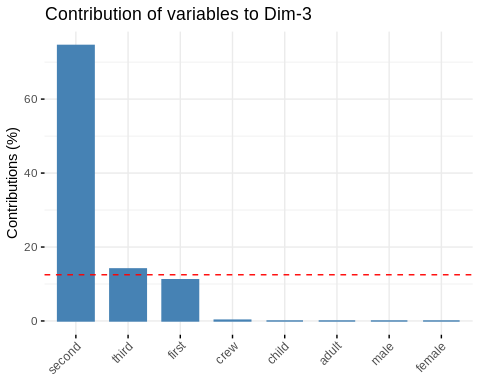 Contribution of variables to Dim-3
Contributions (%)
60
40
20
0
second
third
first
crew
child
adult
male
female